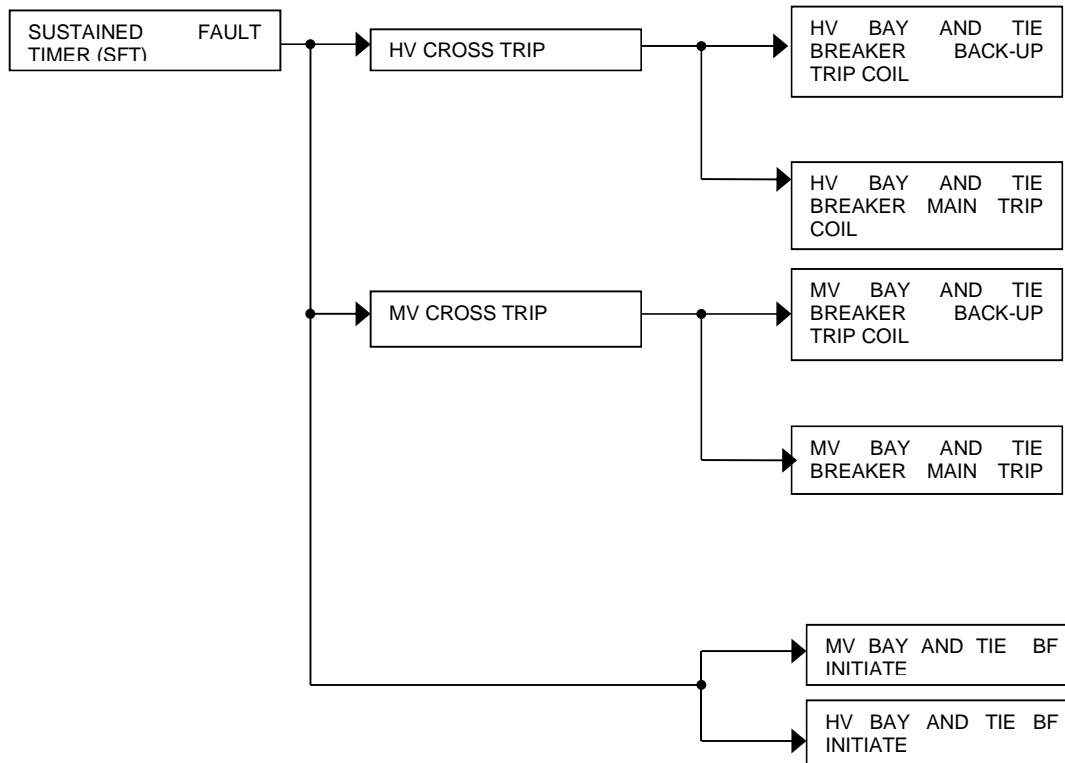 SUSTAINED FAULT
TIMER (SFT)
HV CROSS TRIP
HV BAY AND TIE
BREAKER BACK-UP
TRIP COIL
HV BAY AND TIE
BREAKER MAIN TRIP
COIL
MV CROSS TRIP
MV BAY AND TIE
BREAKER BACK-UP
TRIP COIL
MV BAY AND TIE
BREAKER MAIN TRIP
MV BAY AND TIE BF
INITIATE
HV BAY AND TIE BF
INITIATE